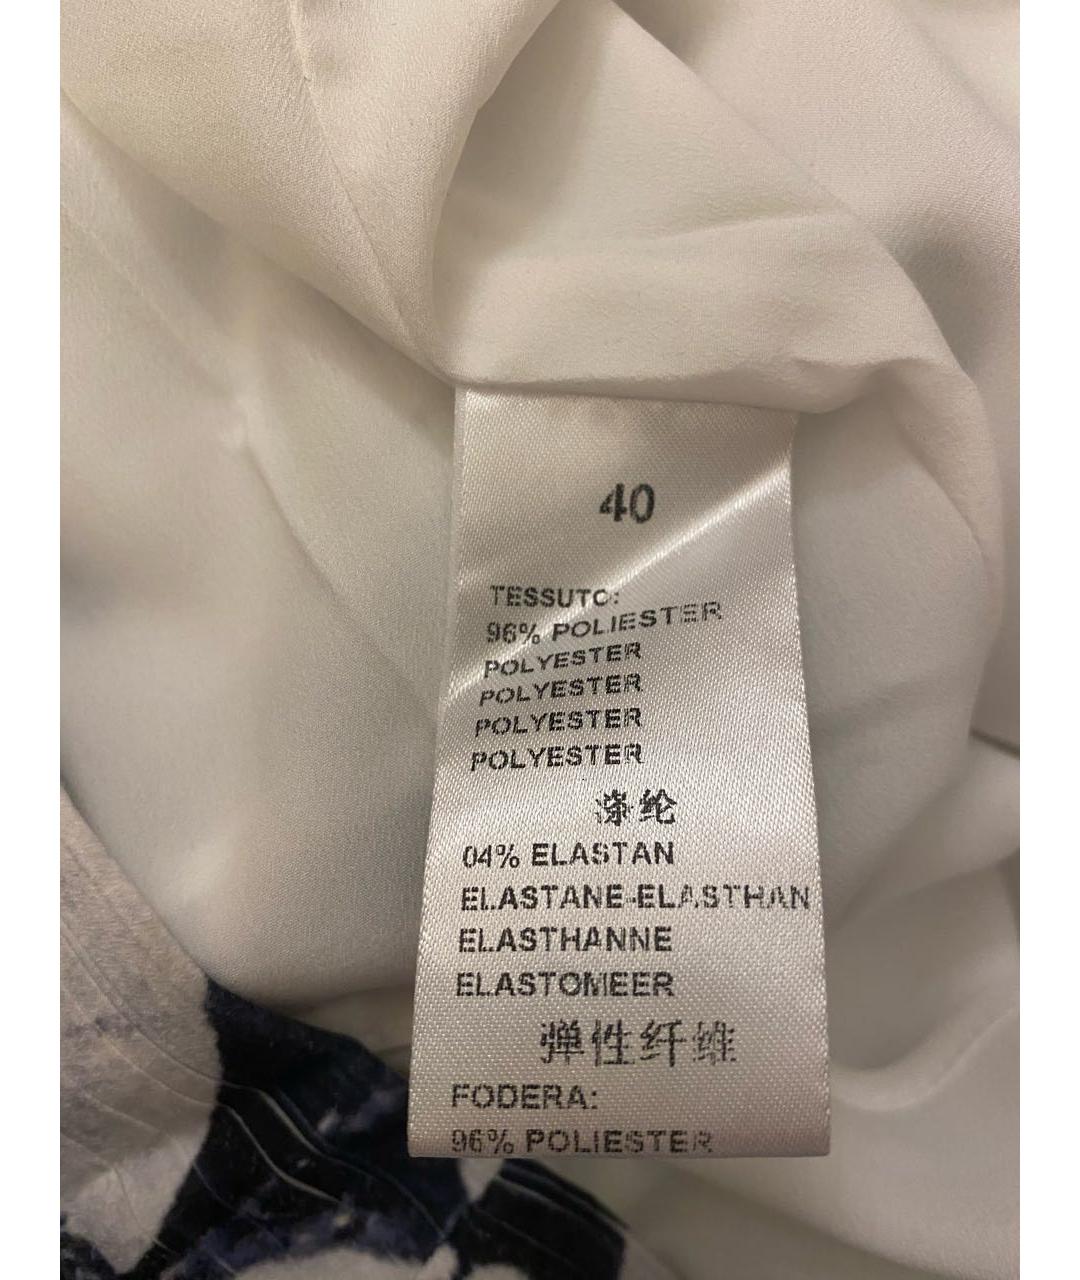 40
TESSUTO:
96% POLIESTER
POLYESTER
POLYESTER
POLYESTER
POLYESTER
涤纶
04% ELASTAN
ELASTANE-ELASTHAN
ELASTHANNE
ELASTOMEER
弹性纤维
FODERA:
96% POLIESTER